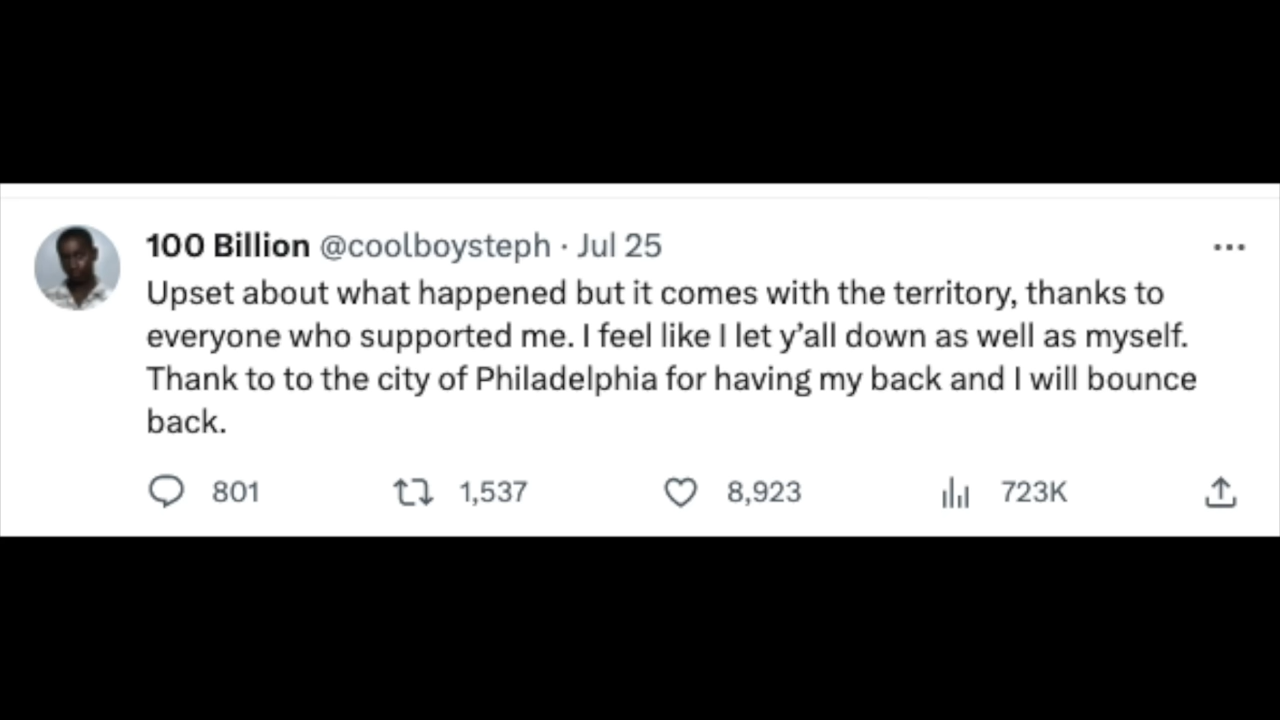 100 Billion @coolboysteph · Jul 25
Upset about what happened but it comes with the territory, thanks to
everyone who supported me. I feel like I let y’all down as well as myself.
Thank to to the city of Philadelphia for having my back and I will bounce
back.
801 1,537 8,923 723K